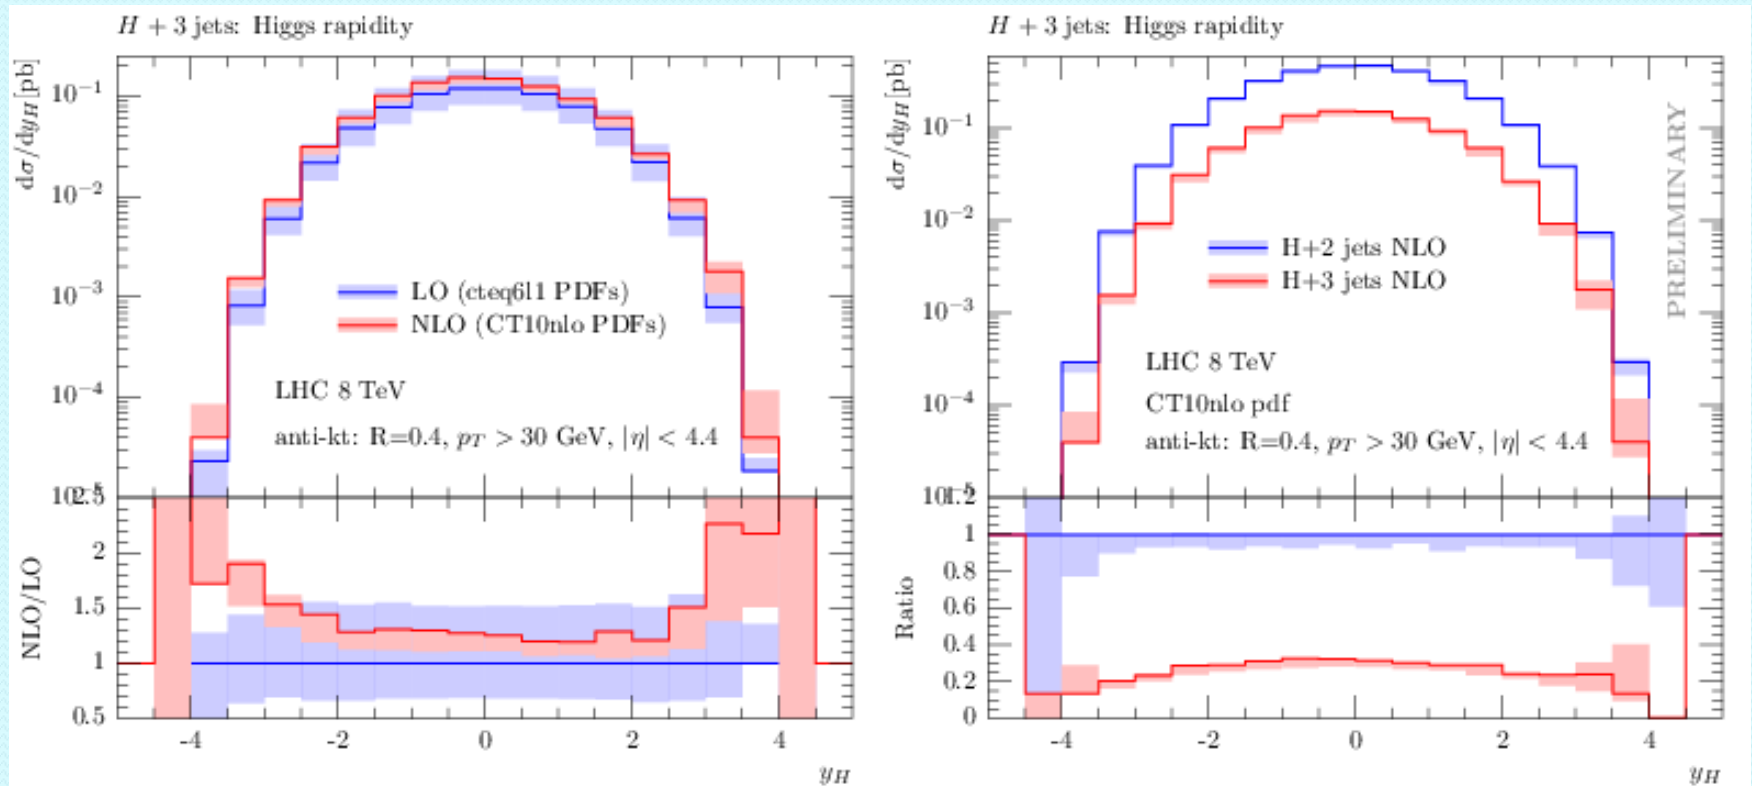 H + 3 jets: Higgs rapidity
dσ/dy_H [pb]
10⁻¹
10⁻²
10⁻³
10⁻⁴
LO (cteq6l1 PDFs)
NLO (CT10nlo PDFs)
LHC 8 TeV
anti-kt: R=0.4, p_T > 30 GeV, |η| < 4.4
NLO/LO
2.5
2
1.5
1
0.5
-4 -2 0 2 4
y_H
H + 3 jets: Higgs rapidity
dσ/dy_H [pb]
10⁻¹
10⁻²
10⁻³
10⁻⁴
PRELIMINARY
H+2 jets NLO
H+3 jets NLO
LHC 8 TeV
CT10nlo pdf
anti-kt: R=0.4, p_T > 30 GeV, |η| < 4.4
Ratio
1.2
1
0.8
0.6
0.4
0.2
0
-4 -2 0 2 4
y_H